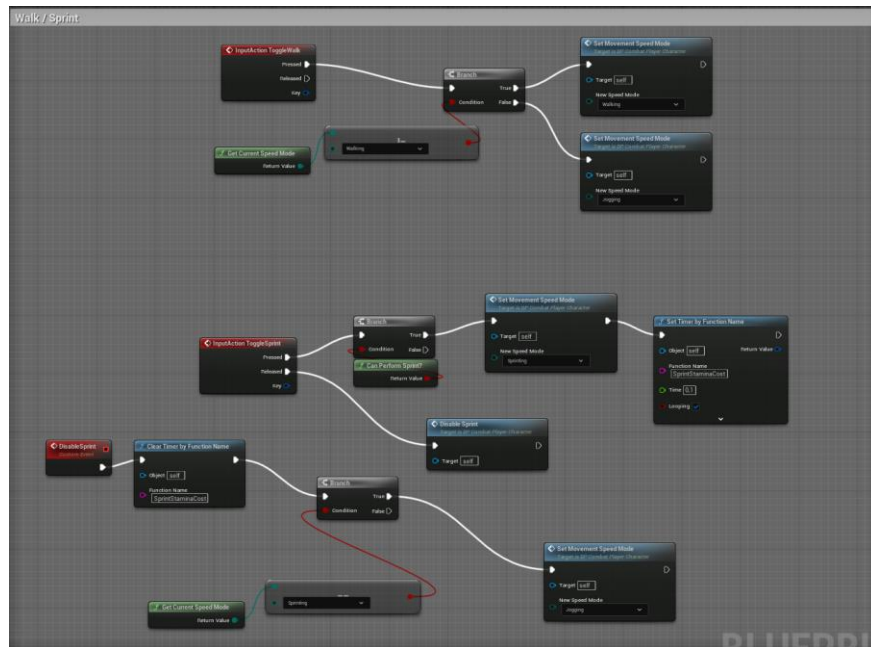 Walk / Sprint
InputAction ToggleWalk
Pressed
Released
Key
Branch
True
Condition
False
Set Movement Speed Mode
Target is BP Combat Player Character
Target self
New Speed Mode
Walking
!=
Walking
Get Current Speed Mode
Return Value
Set Movement Speed Mode
Target is BP Combat Player Character
Target self
New Speed Mode
Jogging
InputAction ToggleSprint
Pressed
Released
Key
Branch
True
Condition
False
Can Perform Sprint?
Return Value
Set Movement Speed Mode
Target is BP Combat Player Character
Target self
New Speed Mode
Sprinting
Set Timer by Function Name
Object self
Return Value
Function Name
SprintStaminaCost
Time 0,1
Looping
Disable Sprint
Target is BP Combat Player Character
Target self
DisableSprint
Custom Event
Clear Timer by Function Name
Object self
Function Name
SprintStaminaCost
Branch
True
Condition
False
Get Current Speed Mode
Return Value
==
Sprinting
Set Movement Speed Mode
Target is BP Combat Player Character
Target self
New Speed Mode
Jogging
BLUEPRI